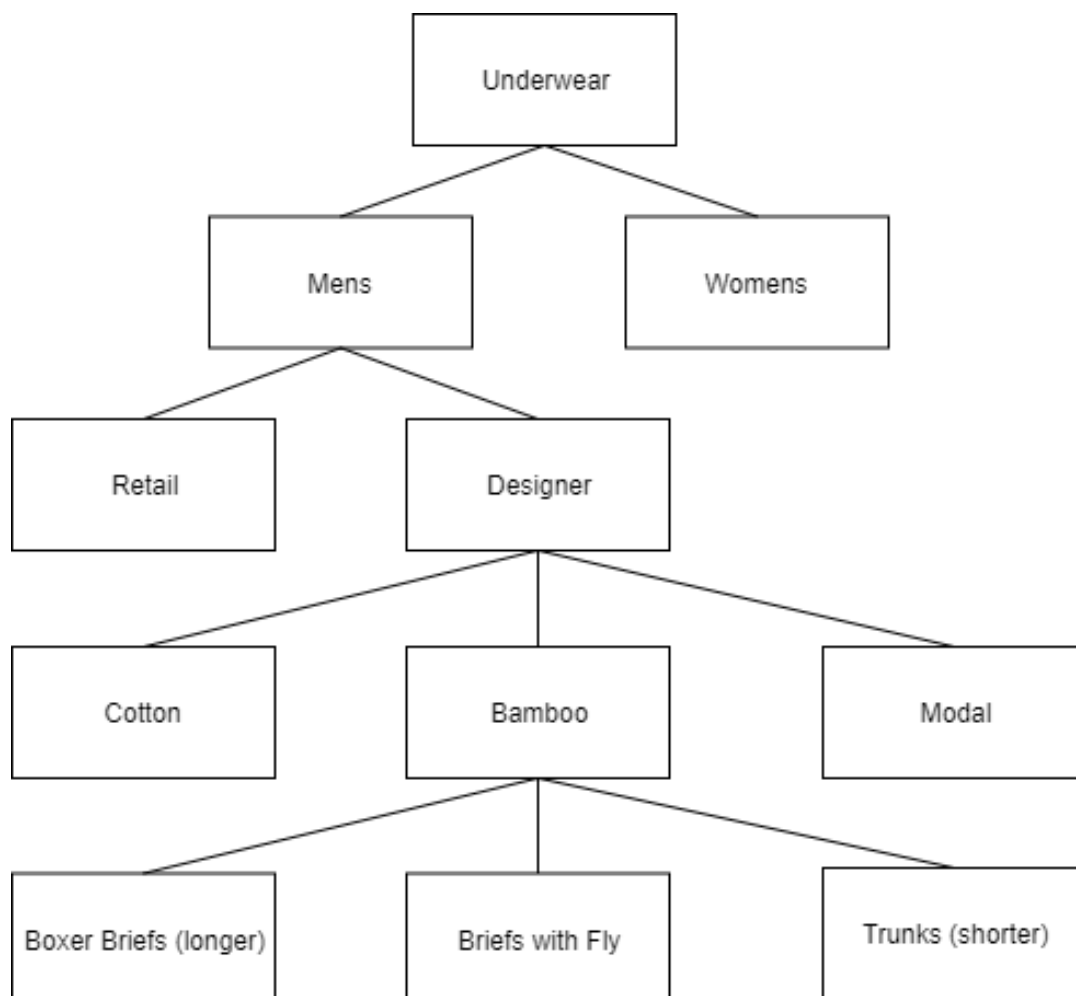 Underwear
Mens
Womens
Retail
Designer
Cotton
Bamboo
Modal
Boxer Briefs (longer)
Briefs with Fly
Trunks (shorter)